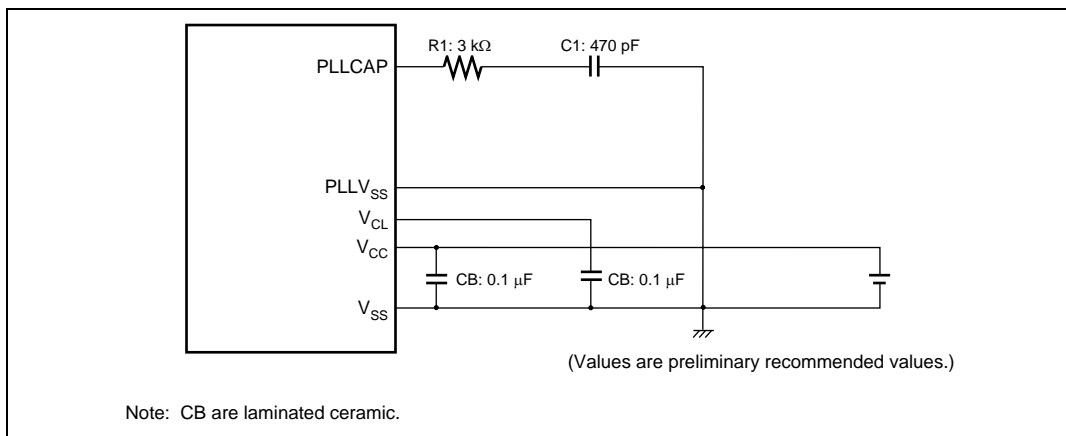 R1: 3 kΩ
C1: 470 pF
PLLCAP
PLLVSS
VCL
VCC
CB: 0.1 μF
CB: 0.1 μF
VSS
(Values are preliminary recommended values.)
Note: CB are laminated ceramic.